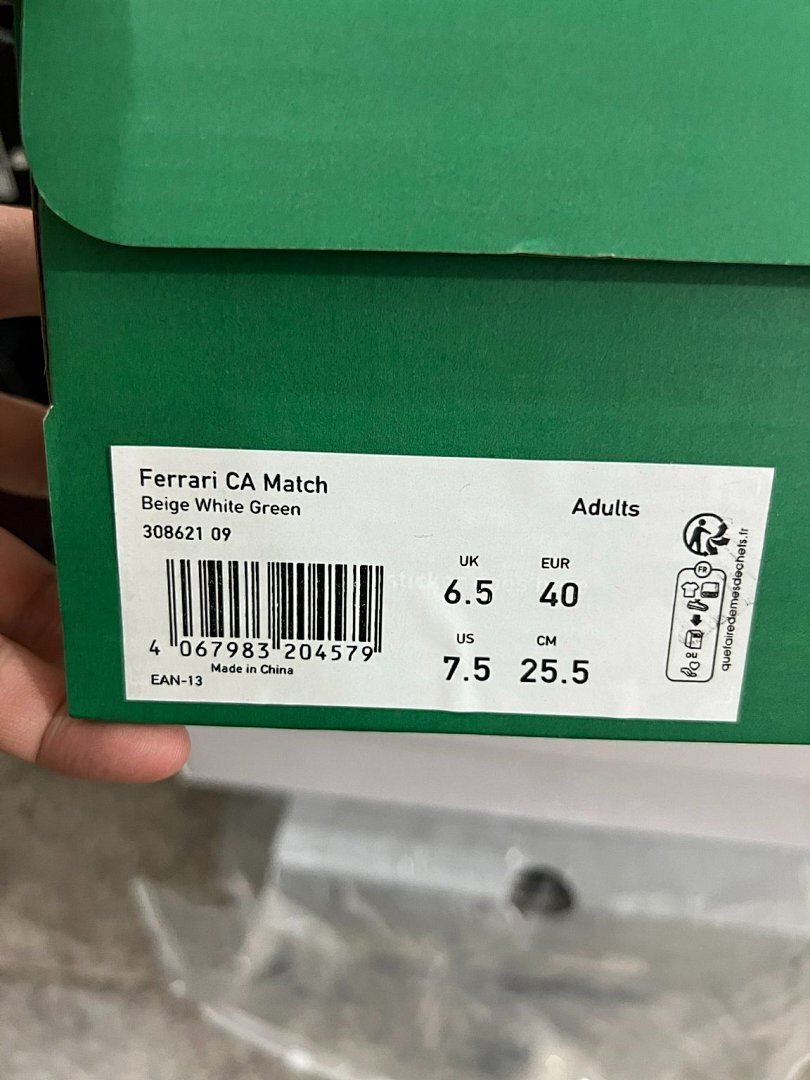 Ferrari CA Match
Beige White Green
308621 09
Adults
UK EUR
6.5 40
US CM
7.5 25.5
4 067983 204579
Made in China
EAN-13
FR
quefairedemesdechets.fr